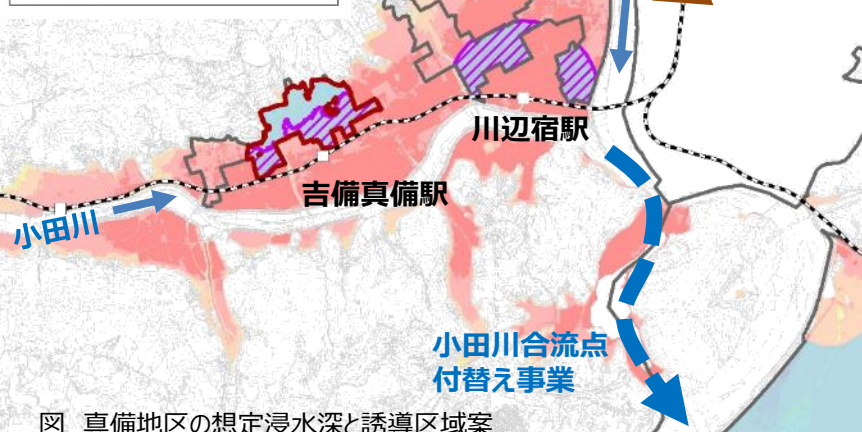 川辺宿駅
吉備真備駅
小田川
小田川合流点
付替え事業
図 真備地区の想定浸水深と誘導区域案